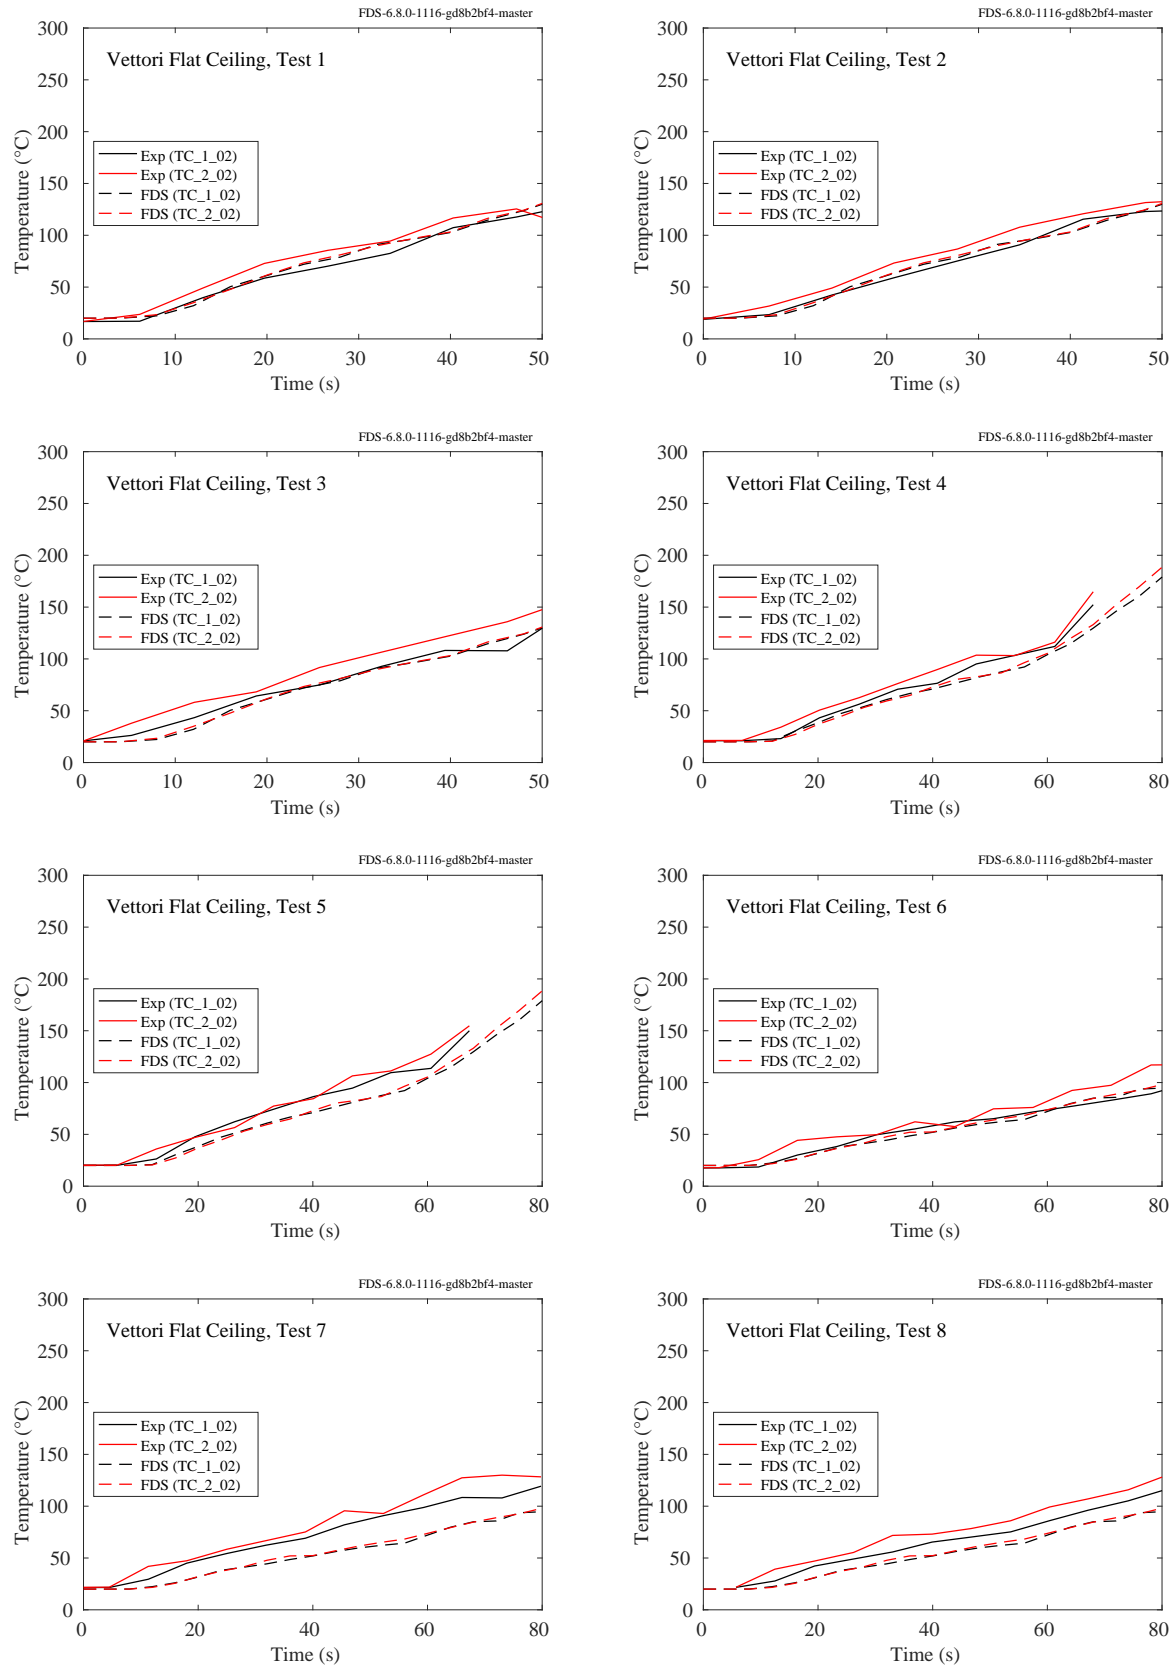 FDS-6.8.0-1116-gd8b2bf4-master
Vettori Flat Ceiling, Test 1
Temperature (°C)
300
250
200
150
100
50
0
Exp (TC_1_02)
Exp (TC_2_02)
FDS (TC_1_02)
FDS (TC_2_02)
0 10 20 30 40 50
Time (s)
FDS-6.8.0-1116-gd8b2bf4-master
Vettori Flat Ceiling, Test 2
Temperature (°C)
300
250
200
150
100
50
0
Exp (TC_1_02)
Exp (TC_2_02)
FDS (TC_1_02)
FDS (TC_2_02)
0 10 20 30 40 50
Time (s)
FDS-6.8.0-1116-gd8b2bf4-master
Vettori Flat Ceiling, Test 3
Temperature (°C)
300
250
200
150
100
50
0
Exp (TC_1_02)
Exp (TC_2_02)
FDS (TC_1_02)
FDS (TC_2_02)
0 10 20 30 40 50
Time (s)
FDS-6.8.0-1116-gd8b2bf4-master
Vettori Flat Ceiling, Test 4
Temperature (°C)
300
250
200
150
100
50
0
Exp (TC_1_02)
Exp (TC_2_02)
FDS (TC_1_02)
FDS (TC_2_02)
0 20 40 60 80
Time (s)
FDS-6.8.0-1116-gd8b2bf4-master
Vettori Flat Ceiling, Test 5
Temperature (°C)
300
250
200
150
100
50
0
Exp (TC_1_02)
Exp (TC_2_02)
FDS (TC_1_02)
FDS (TC_2_02)
0 20 40 60 80
Time (s)
FDS-6.8.0-1116-gd8b2bf4-master
Vettori Flat Ceiling, Test 6
Temperature (°C)
300
250
200
150
100
50
0
Exp (TC_1_02)
Exp (TC_2_02)
FDS (TC_1_02)
FDS (TC_2_02)
0 20 40 60 80
Time (s)
FDS-6.8.0-1116-gd8b2bf4-master
Vettori Flat Ceiling, Test 7
Temperature (°C)
300
250
200
150
100
50
0
Exp (TC_1_02)
Exp (TC_2_02)
FDS (TC_1_02)
FDS (TC_2_02)
0 20 40 60 80
Time (s)
FDS-6.8.0-1116-gd8b2bf4-master
Vettori Flat Ceiling, Test 8
Temperature (°C)
300
250
200
150
100
50
0
Exp (TC_1_02)
Exp (TC_2_02)
FDS (TC_1_02)
FDS (TC_2_02)
0 20 40 60 80
Time (s)